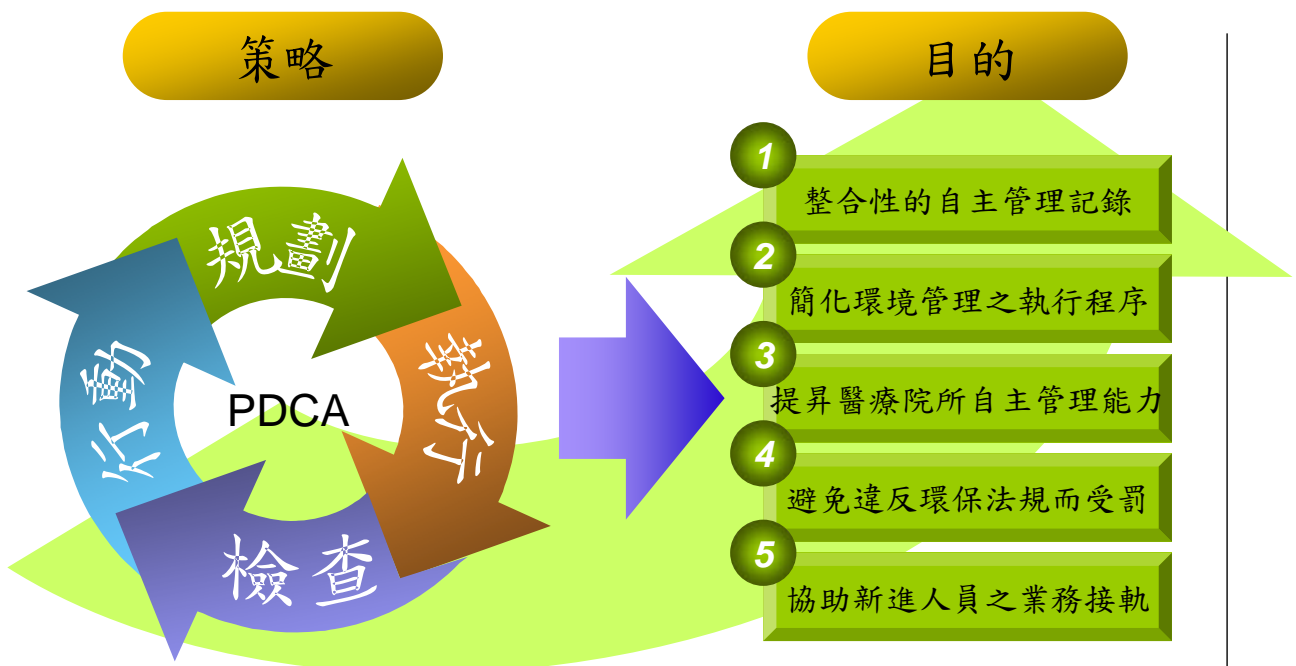 策略
規劃
執行
檢查
行動
PDCA
目的
1
整合性的自主管理記錄
2
簡化環境管理之執行程序
3
提昇醫療院所自主管理能力
4
避免違反環保法規而受罰
5
協助新進人員之業務接軌